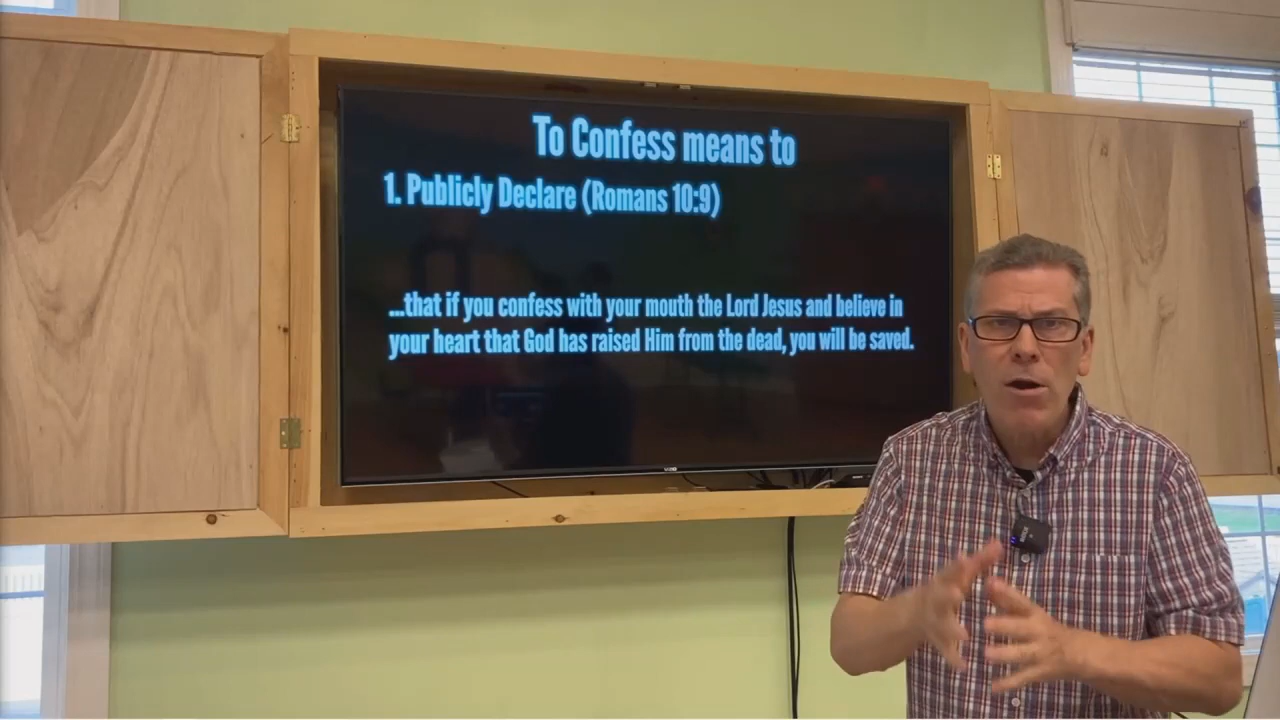 To Confess means to
1. Publicly Declare (Romans 10:9)
...that if you confess with your mouth the Lord Jesus and believe in
your heart that God has raised Him from the dead, you will be saved.
VIZIO